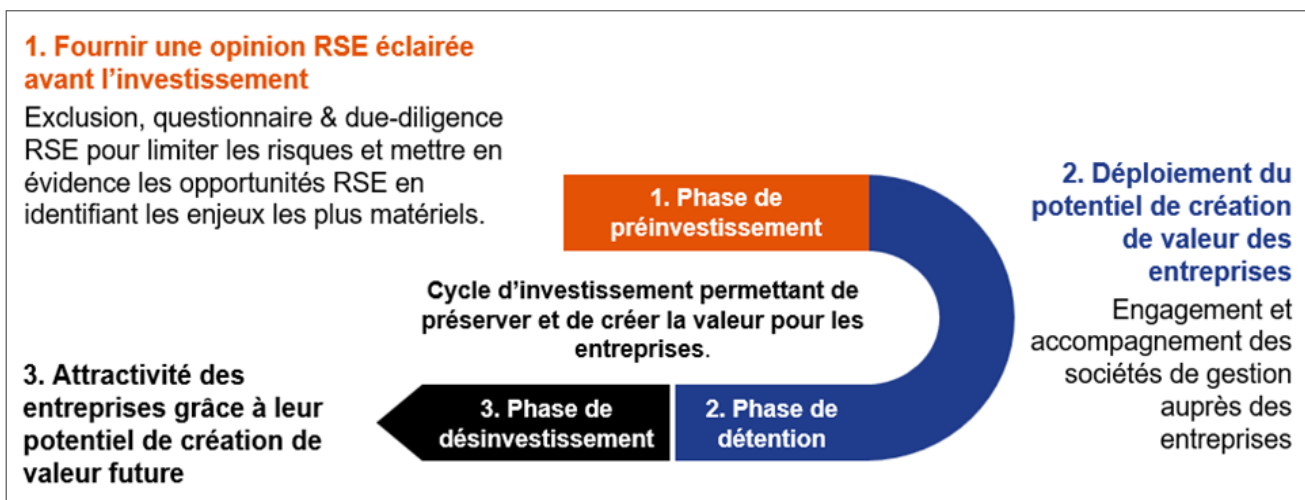 1. Fournir une opinion RSE éclairée
avant l’investissement
Exclusion, questionnaire & due-diligence
RSE pour limiter les risques et mettre en
évidence les opportunités RSE en
identifiant les enjeux les plus matériels.
1. Phase de
préinvestissement
2. Déploiement du
potentiel de création
de valeur des
entreprises
Engagement et
accompagnement des
sociétés de gestion
auprès des
entreprises
Cycle d’investissement permettant de
préserver et de créer la valeur pour les
entreprises.
2. Phase de
détention
3. Phase de
désinvestissement
3. Attractivité des
entreprises grâce à leur
potentiel de création de
valeur future